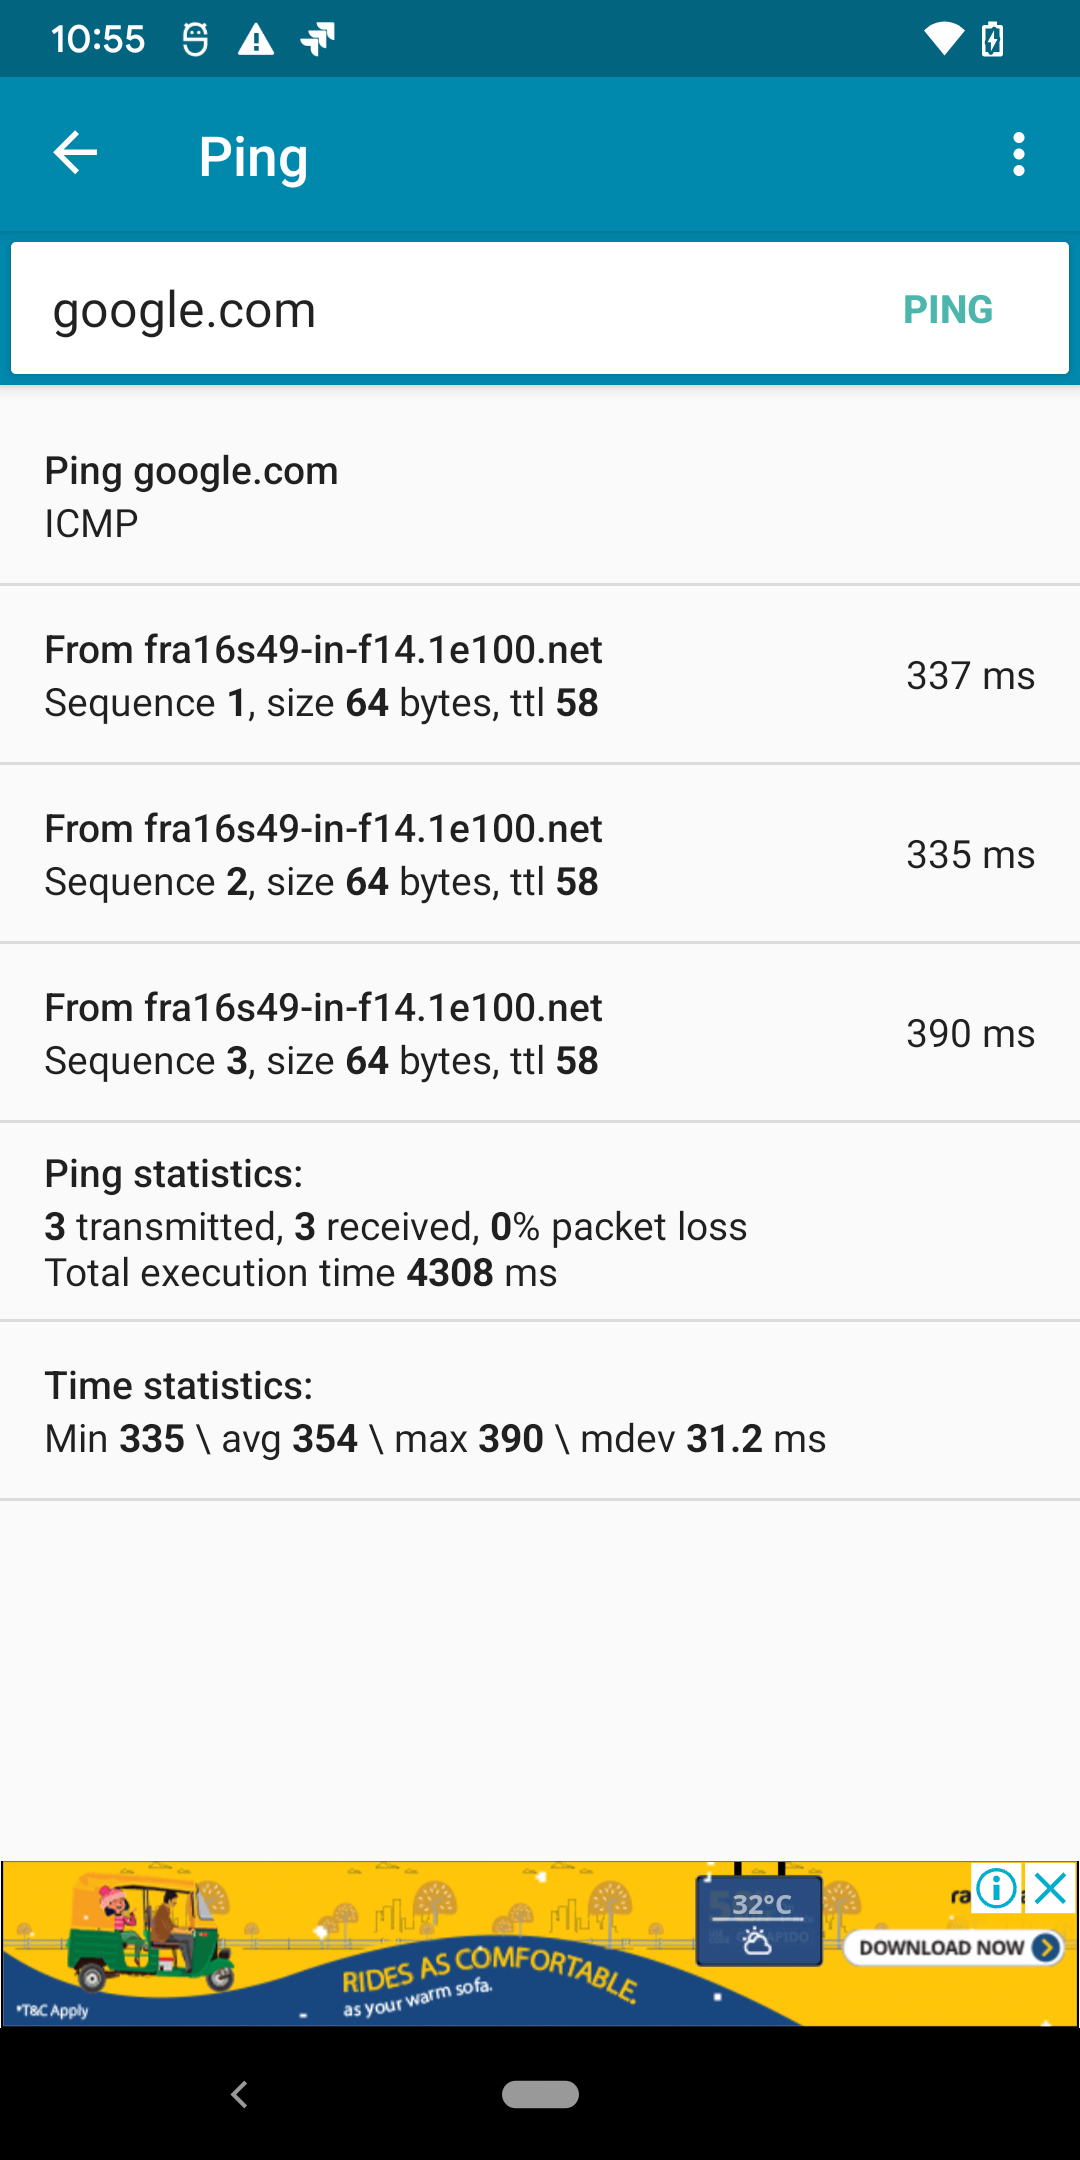 10:55
Ping
google.com PING
Ping google.com
ICMP
From fra16s49-in-f14.1e100.net
Sequence 1, size 64 bytes, ttl 58
337 ms
From fra16s49-in-f14.1e100.net
Sequence 2, size 64 bytes, ttl 58
335 ms
From fra16s49-in-f14.1e100.net
Sequence 3, size 64 bytes, ttl 58
390 ms
Ping statistics:
3 transmitted, 3 received, 0% packet loss
Total execution time 4308 ms
Time statistics:
Min 335 \ avg 354 \ max 390 \ mdev 31.2 ms
32°C
RIDES AS COMFORTABLE.
as your warm sofa.
DOWNLOAD NOW
*T&C Apply